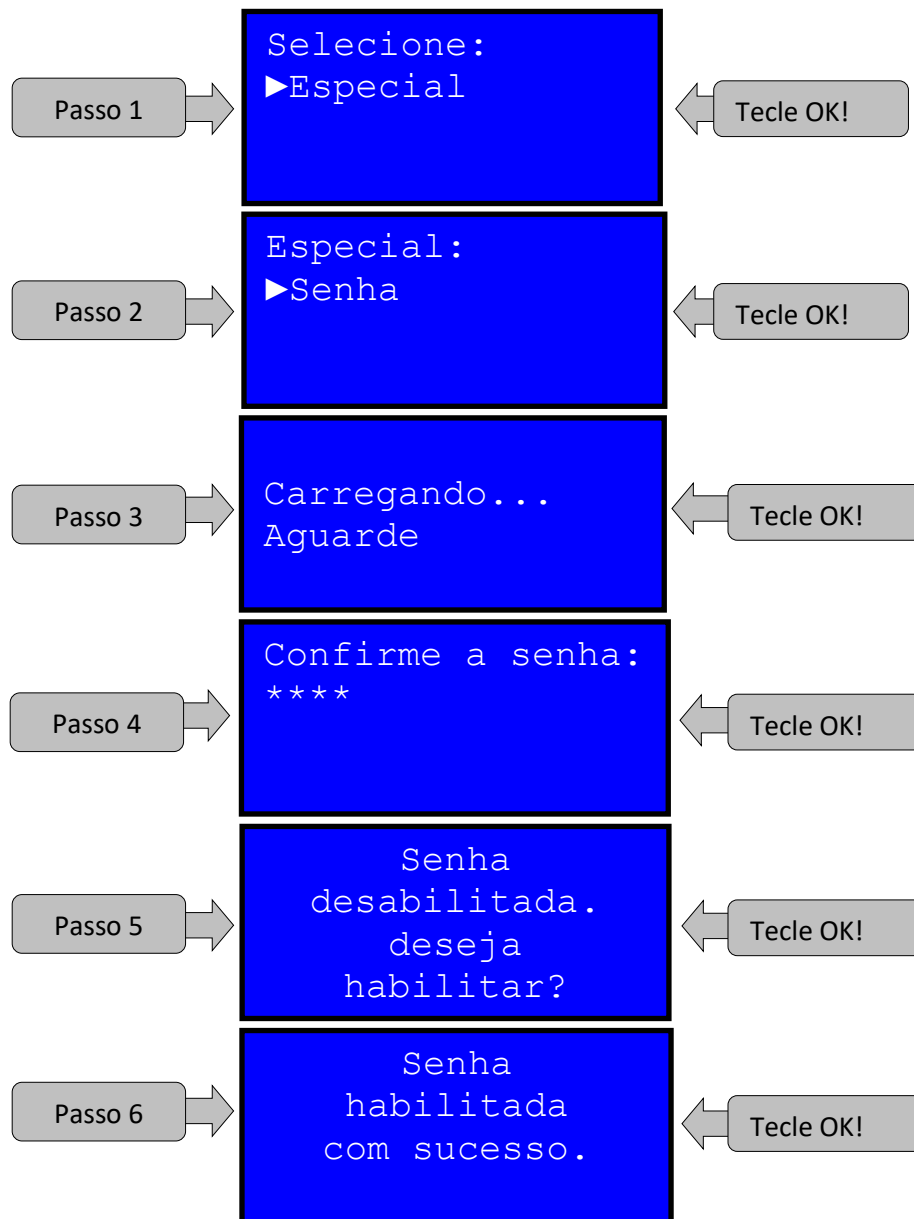 Passo 1
Selecione:
►Especial
Tecle OK!
Passo 2
Especial:
►Senha
Tecle OK!
Passo 3
Carregando...
Aguarde
Tecle OK!
Passo 4
Confirme a senha:
****
Tecle OK!
Passo 5
Senha
desabilitada.
deseja
habilitar?
Tecle OK!
Passo 6
Senha
habilitada
com sucesso.
Tecle OK!